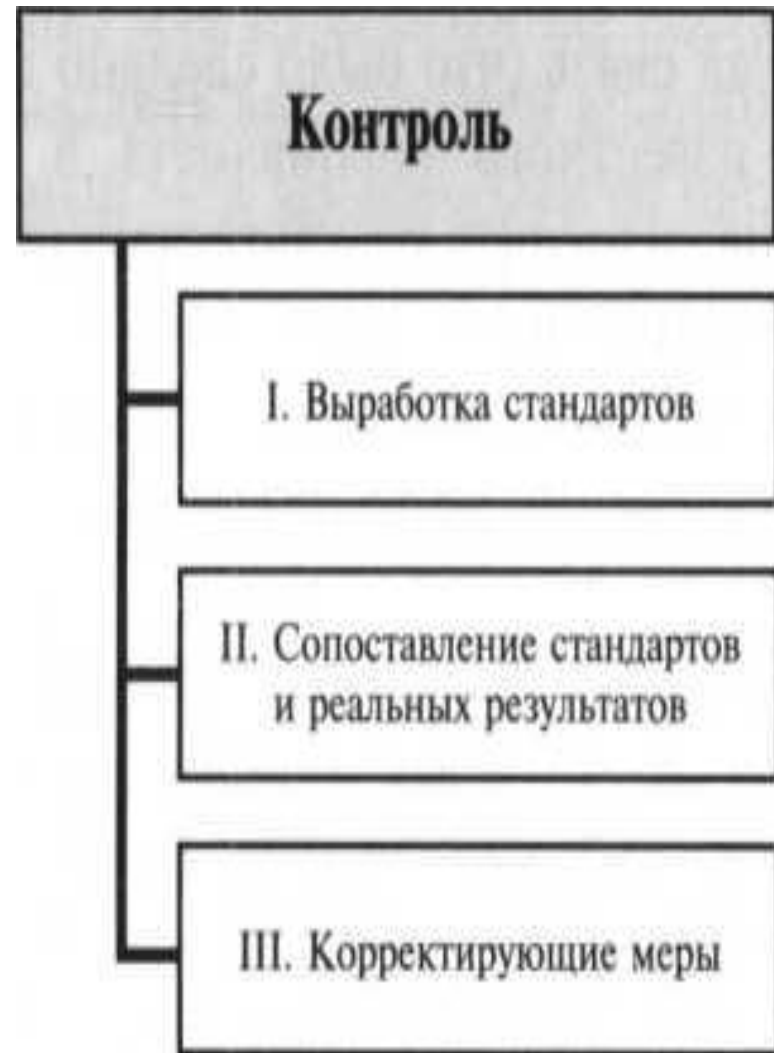 Контроль
I. Выработка стандартов
II. Сопоставление стандартов
и реальных результатов
III. Корректирующие меры